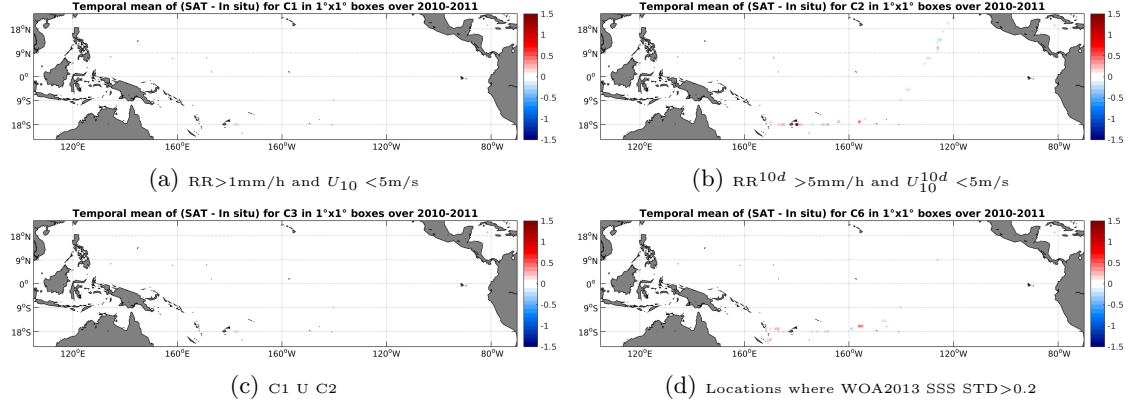 Temporal mean of (SAT - In situ) for C1 in 1°x1° boxes over 2010-2011
18°N
9°N
0°
9°S
18°S
120°E
160°E
160°W
120°W
80°W
1.5
1
0.5
0
-0.5
-1
-1.5
(a) RR>1mm/h and U10 <5m/s
Temporal mean of (SAT - In situ) for C2 in 1°x1° boxes over 2010-2011
18°N
9°N
0°
9°S
18°S
120°E
160°E
160°W
120°W
80°W
1.5
1
0.5
0
-0.5
-1
-1.5
(b) RR^10d >5mm/h and U10^10d <5m/s
Temporal mean of (SAT - In situ) for C3 in 1°x1° boxes over 2010-2011
18°N
9°N
0°
9°S
18°S
120°E
160°E
160°W
120°W
80°W
1.5
1
0.5
0
-0.5
-1
-1.5
(c) C1 U C2
Temporal mean of (SAT - In situ) for C6 in 1°x1° boxes over 2010-2011
18°N
9°N
0°
9°S
18°S
120°E
160°E
160°W
120°W
80°W
1.5
1
0.5
0
-0.5
-1
-1.5
(d) Locations where WOA2013 SSS STD>0.2